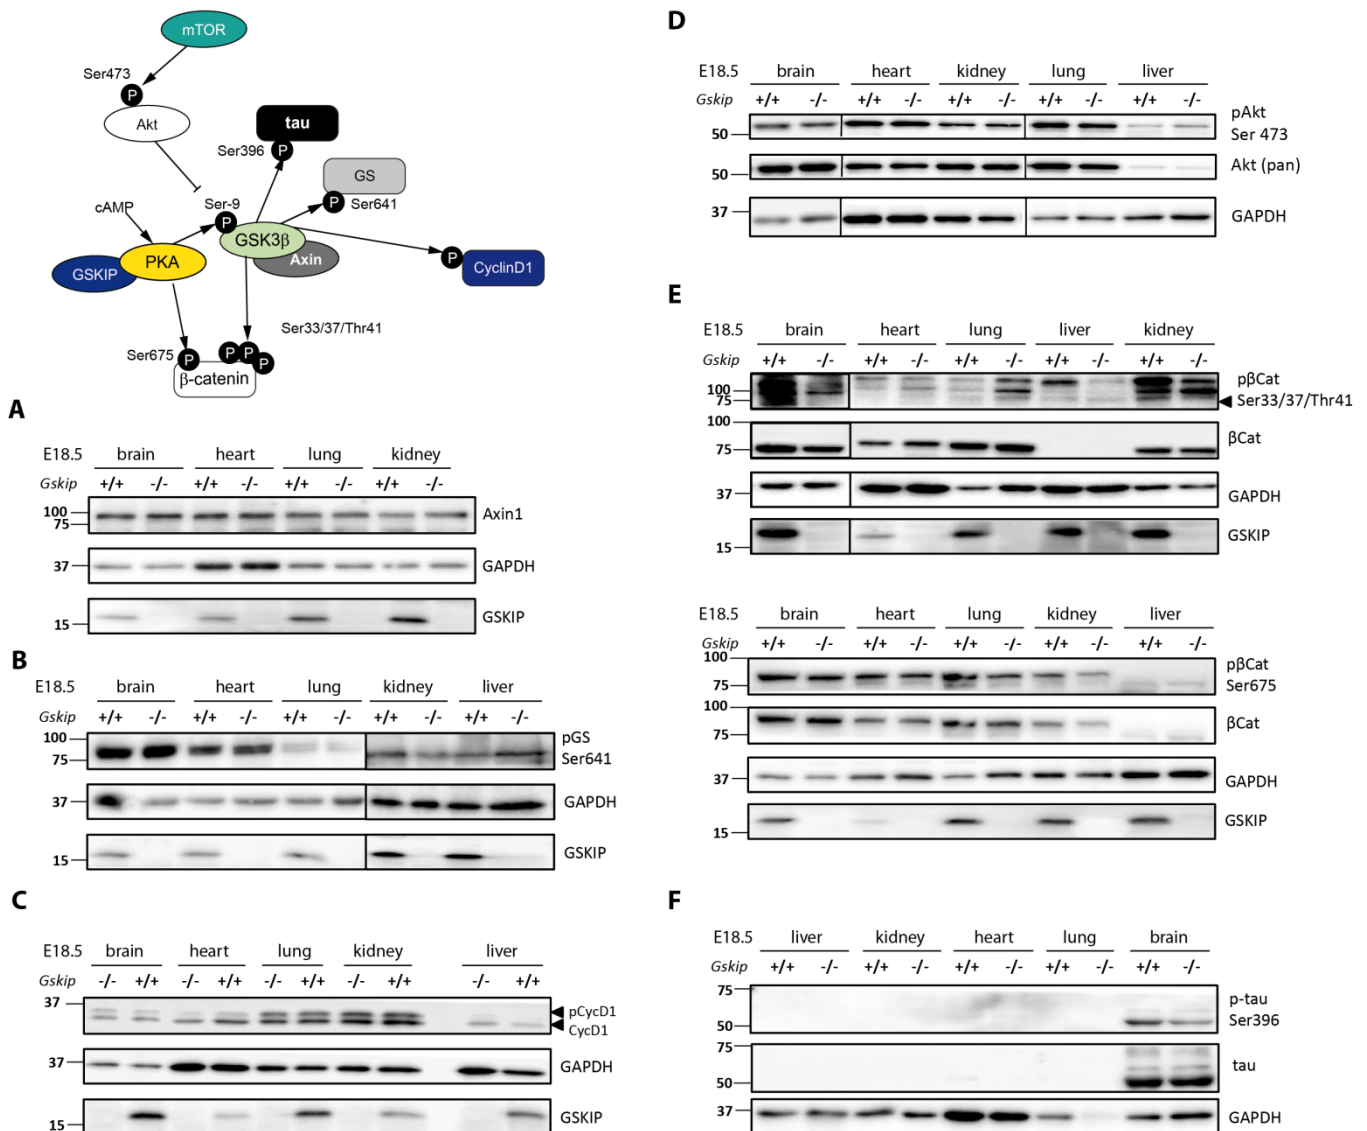 mTOR
Ser473
P
Akt
tau
Ser396
P
GS
P
Ser641
cAMP
Ser-9
P
GSK3β
Axin
P
CyclinD1
GSKIP
PKA
Ser33/37/Thr41
Ser675
P
P P P
β-catenin
A
E18.5 brain heart lung kidney
Gskip +/+ -/- +/+ -/- +/+ -/- +/+ -/-
100
75
Axin1
37
GAPDH
15
GSKIP
B
E18.5 brain heart lung kidney liver
Gskip +/+ -/- +/+ -/- +/+ -/- +/+ -/- +/+ -/-
100
75
pGS
Ser641
37
GAPDH
15
GSKIP
C
E18.5 brain heart lung kidney liver
Gskip -/- +/+ -/- +/+ -/- +/+ -/- +/+ -/- +/+
37
pCycD1
CycD1
37
GAPDH
15
GSKIP
D
E18.5 brain heart kidney lung liver
Gskip +/+ -/- +/+ -/- +/+ -/- +/+ -/- +/+ -/-
50
pAkt
Ser 473
50
Akt (pan)
37
GAPDH
E
E18.5 brain heart lung liver kidney
Gskip +/+ -/- +/+ -/- +/+ -/- +/+ -/- +/+ -/-
100
75
pβCat
Ser33/37/Thr41
100
75
βCat
37
GAPDH
15
GSKIP
E18.5 brain heart lung kidney liver
Gskip +/+ -/- +/+ -/- +/+ -/- +/+ -/- +/+ -/-
100
75
pβCat
Ser675
100
75
βCat
37
GAPDH
15
GSKIP
F
E18.5 liver kidney heart lung brain
Gskip +/+ -/- +/+ -/- +/+ -/- +/+ -/- +/+ -/-
75
50
p-tau
Ser396
75
50
tau
37
GAPDH